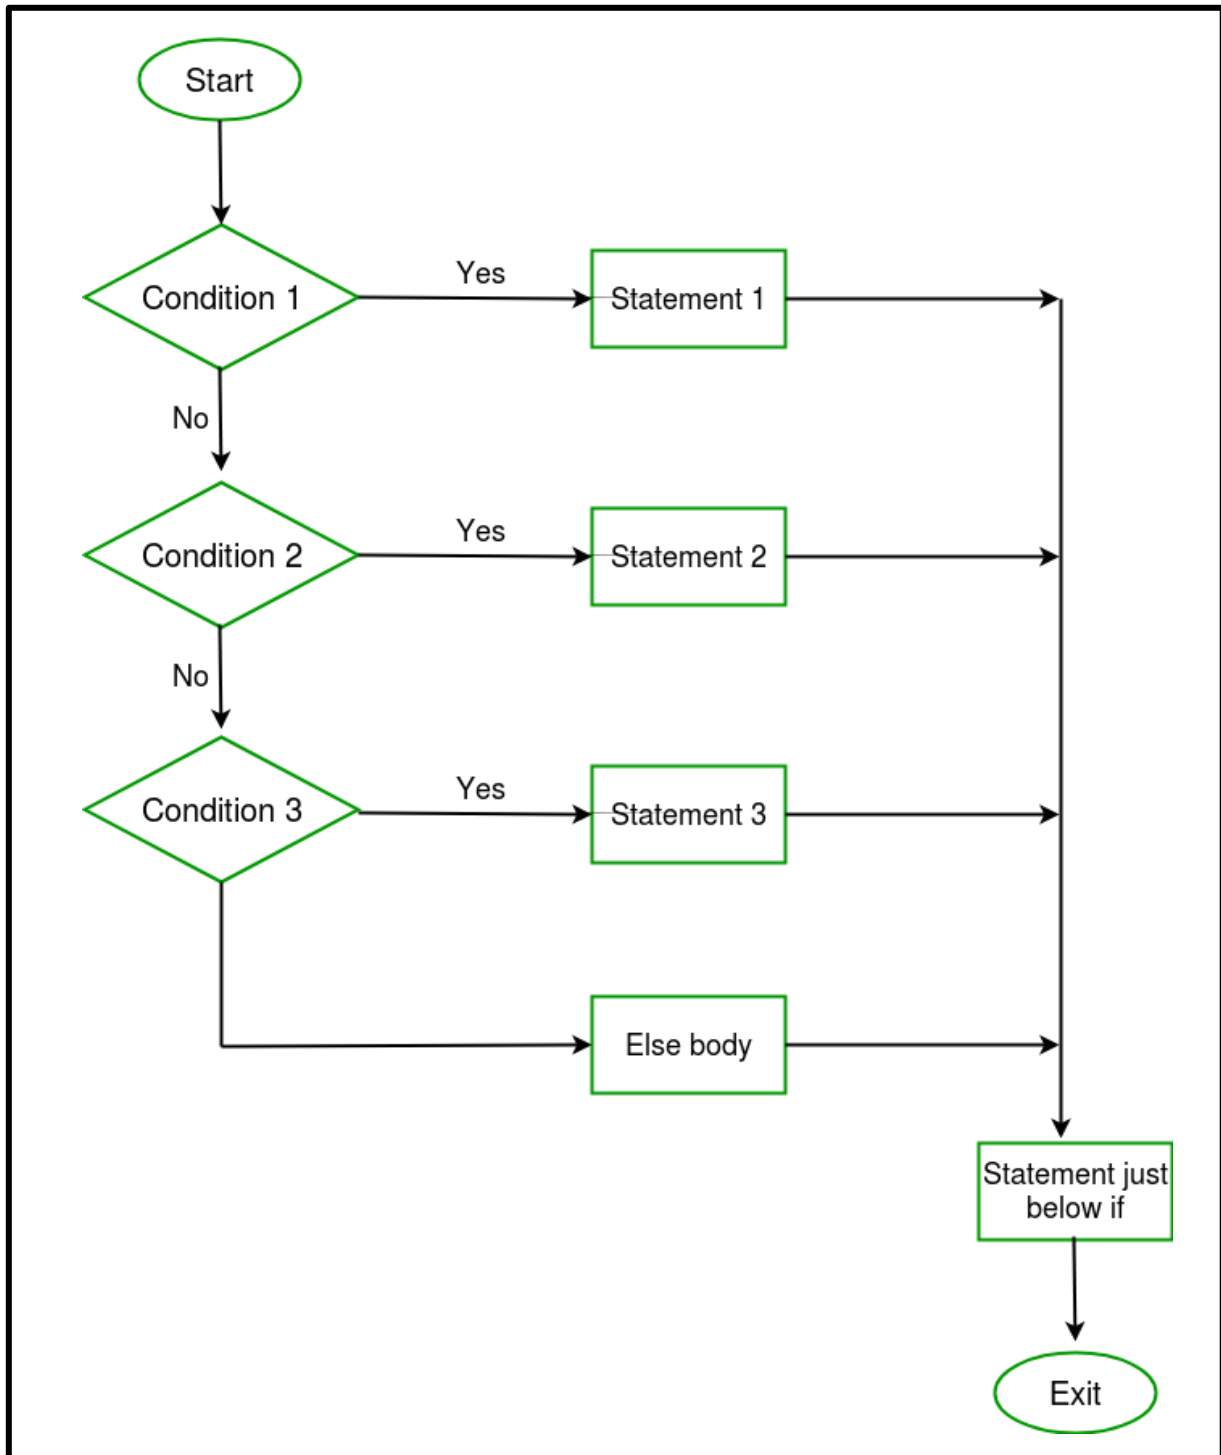 Start
Condition 1
Yes
Statement 1
No
Condition 2
Yes
Statement 2
No
Condition 3
Yes
Statement 3
Else body
Statement just
below if
Exit